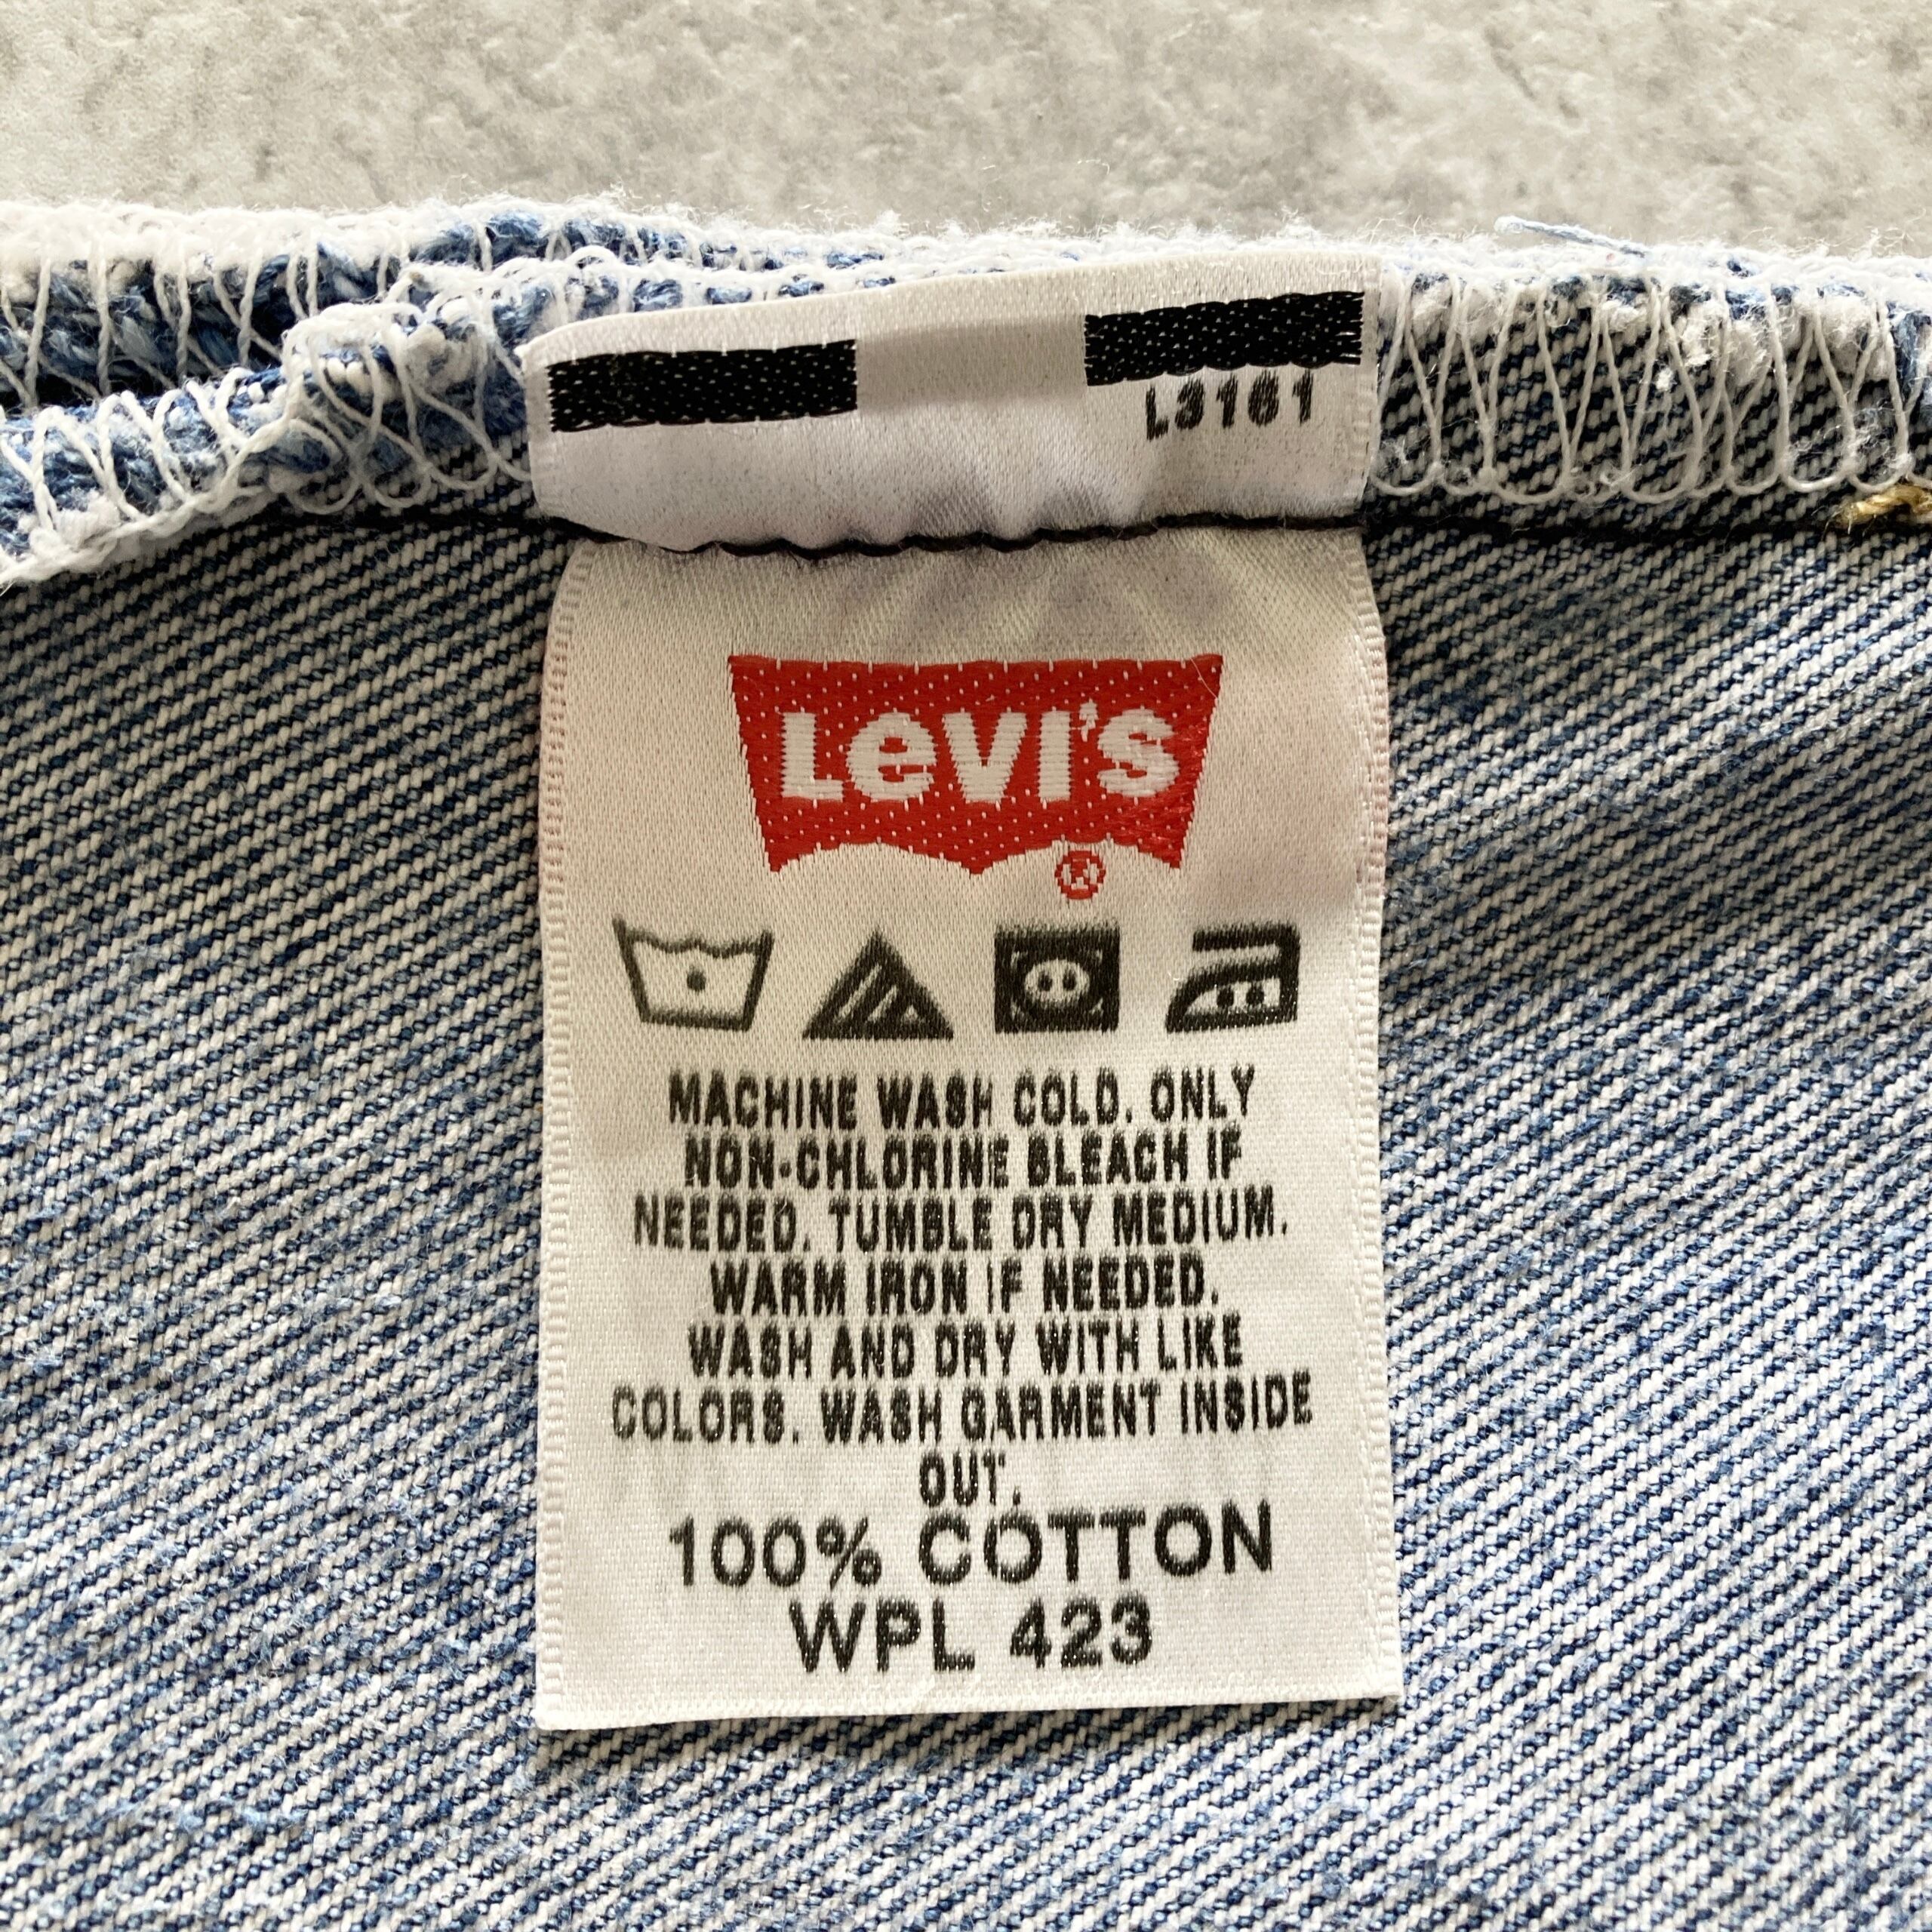 L3161
Levi's
®
MACHINE WASH COLD. ONLY
NON-CHLORINE BLEACH IF
NEEDED. TUMBLE DRY MEDIUM.
WARM IRON IF NEEDED.
WASH AND DRY WITH LIKE
COLORS. WASH GARMENT INSIDE
OUT.
100% COTTON
WPL 423